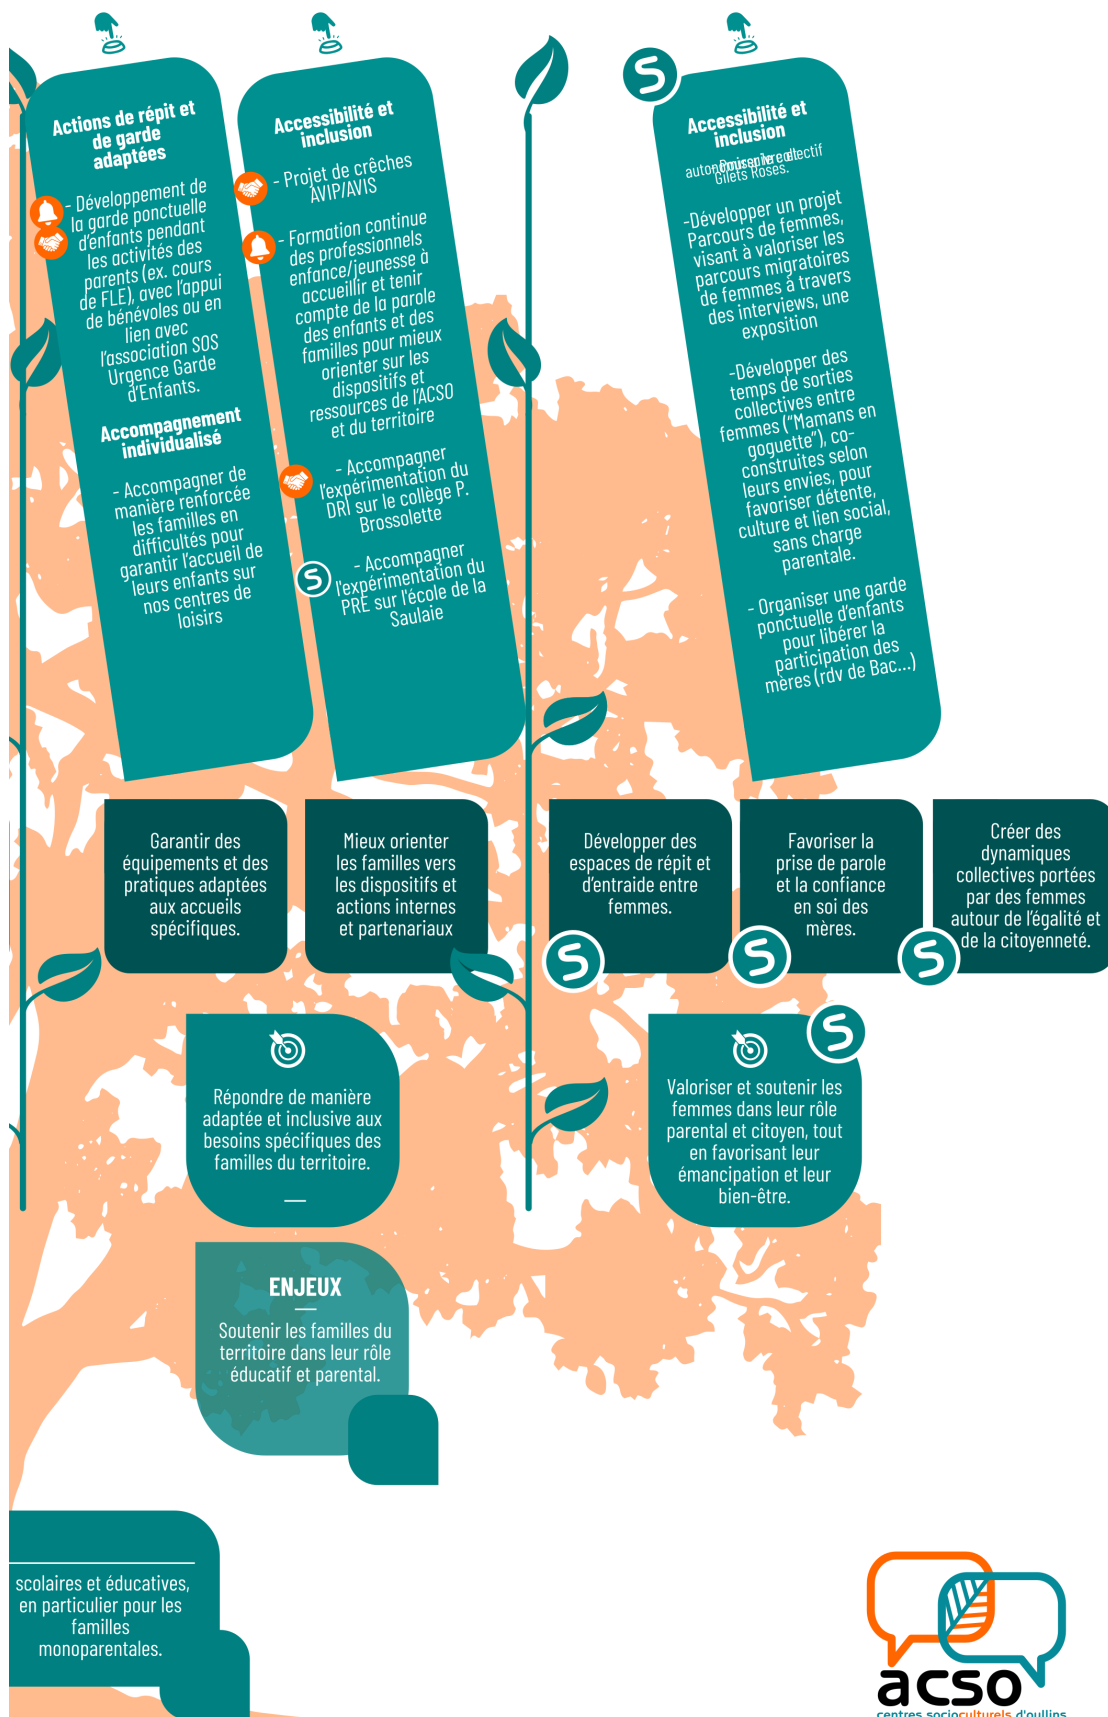 Actions de répit et
de garde
adaptées
- Développement de
la garde ponctuelle
d'enfants pendant
les activités des
parents (ex. cours
de FLE), avec l'appui
de bénévoles ou en
lien avec
l'association SOS
Urgence Garde
d'Enfants.
Accompagnement
individualisé
- Accompagner de
manière renforcée
les familles en
difficultés pour
garantir l'accueil de
leurs enfants sur
nos centres de
loisirs
Accessibilité et
inclusion
- Projet de crêches
AVIP/AVIS
- Formation continue
des professionnels
enfance/jeunesse à
accueillir et tenir
compte de la parole
des enfants et des
familles pour mieux
orienter sur les
dispositifs et
ressources de l'ACSO
et du territoire
- Accompagner
l'expérimentation du
DRI sur le collège P.
Brossolette
- Accompagner
l'expérimentation du
PRE sur l'école de la
Saulaie
S
S
Accessibilité et
inclusion
collectif
Gilets Roses.
-Développer un projet
Parcours de femmes,
visant à valoriser les
parcours migratoires
de femmes à travers
des interviews, une
exposition
-Développer des
temps de sorties
collectives entre
femmes ("Mamans en
goguette"), co-
construites selon
leurs envies, pour
favoriser détente,
culture et lien social,
sans charge
parentale.
- Organiser une garde
ponctuelle d'enfants
pour libérer la
participation des
mères (rdv de Bac...)
Garantir des
équipements et des
pratiques adaptées
aux accueils
spécifiques.
Mieux orienter
les familles vers
les dispositifs et
actions internes
et partenariaux
Développer des
espaces de répit et
d'entraide entre
femmes.
S
Favoriser la
prise de parole
et la confiance
en soi des
mères.
S
Créer des
dynamiques
collectives portées
par des femmes
autour de l'égalité et
de la citoyenneté.
S
Répondre de manière
adaptée et inclusive aux
besoins spécifiques des
familles du territoire.
S
Valoriser et soutenir les
femmes dans leur rôle
parental et citoyen, tout
en favorisant leur
émancipation et leur
bien-être.
ENJEUX
Soutenir les familles du
territoire dans leur rôle
éducatif et parental.
scolaires et éducatives,
en particulier pour les
familles
monoparentales.
acso
centres socioculturels d'oullins